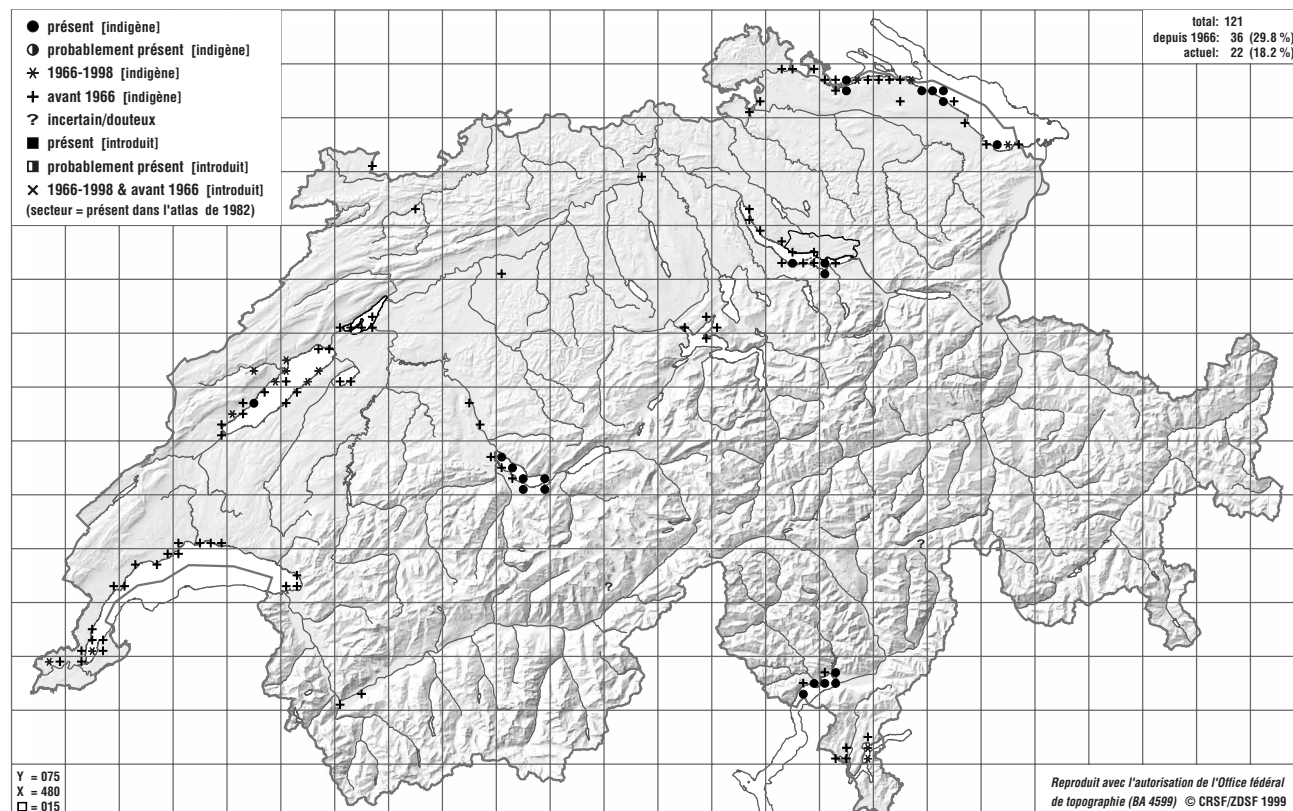 présent [indigène]
probablement présent [indigène]
1966-1998 [indigène]
avant 1966 [indigène]
? incertain/douteux
présent [introduit]
probablement présent [introduit]
1966-1998 & avant 1966 [introduit]
(secteur = présent dans l'atlas de 1982)
total: 121
depuis 1966: 36 (29.8 %)
actuel: 22 (18.2 %)
?
?
Y = 075
X = 480
= 015
Reproduit avec l'autorisation de l'Office fédéral
de topographie (BA 4599) © CRSF/ZDSF 1999